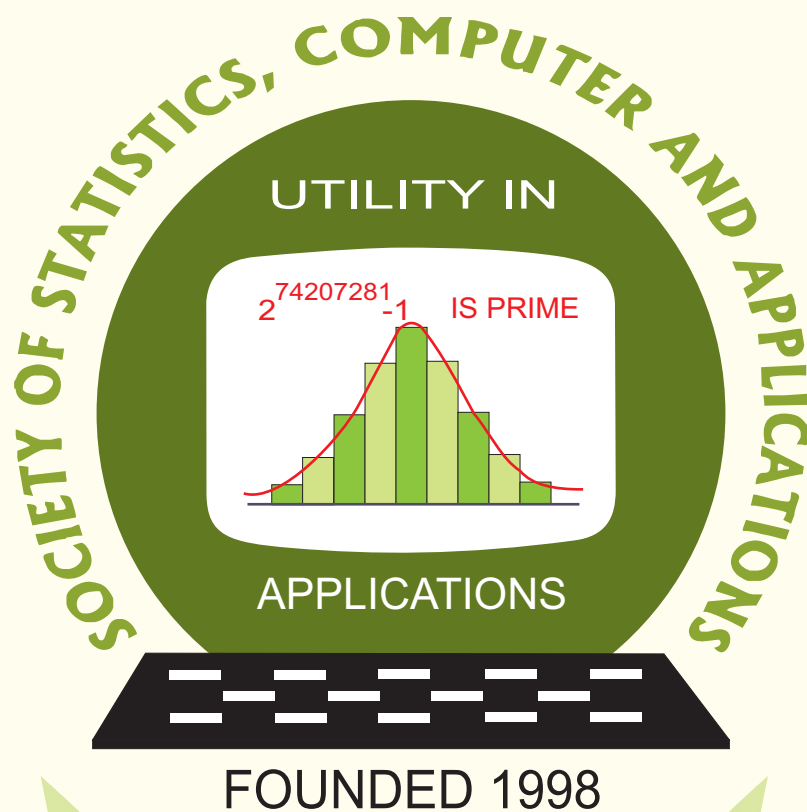 SOCIETY OF STATISTICS, COMPUTER AND APPLICATIONS
UTILITY IN
2^74207281-1 IS PRIME
APPLICATIONS
FOUNDED 1998